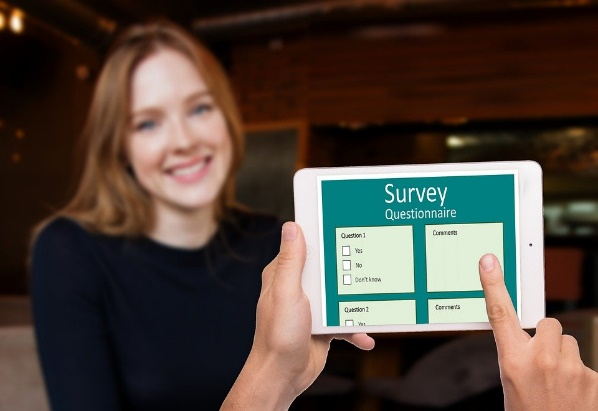 Survey
Questionnaire
Question 1
Comments
Yes
No
Don't know
Question 2
Comments
Yes